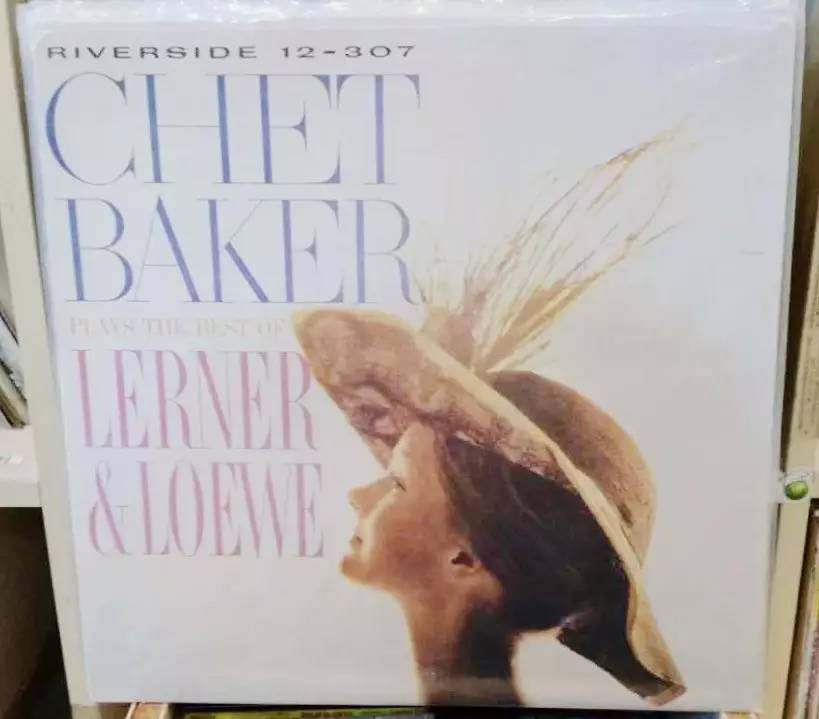 RIVERSIDE 12-307
CHET
BAKER
PLAYS THE BEST OF
LERNER
& LOEWE